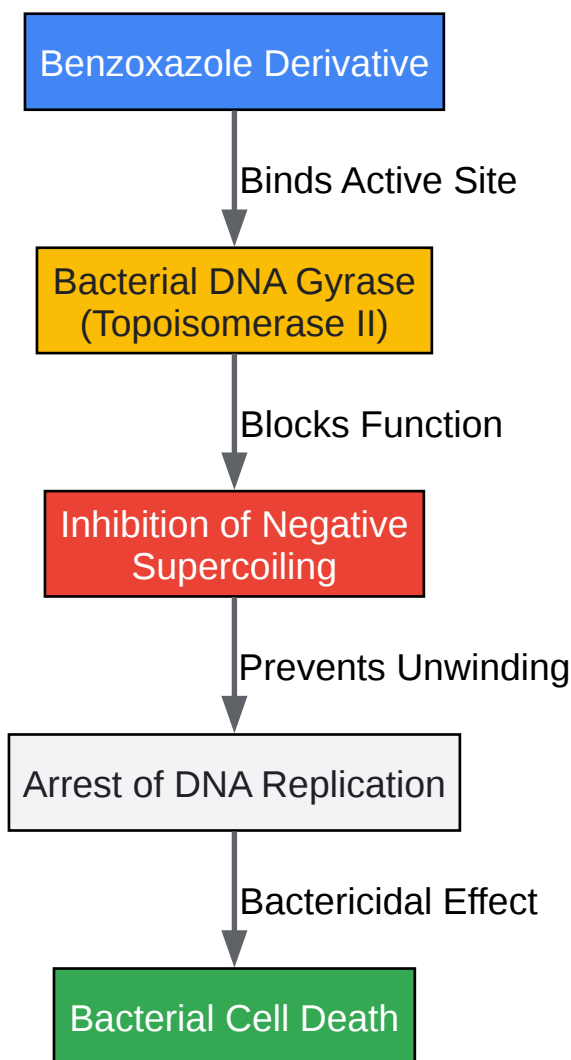 Benzoxazole Derivative
Binds Active Site
Bacterial DNA Gyrase
(Topoisomerase II)
Blocks Function
Inhibition of Negative
Supercoiling
Prevents Unwinding
Arrest of DNA Replication
Bactericidal Effect
Bacterial Cell Death